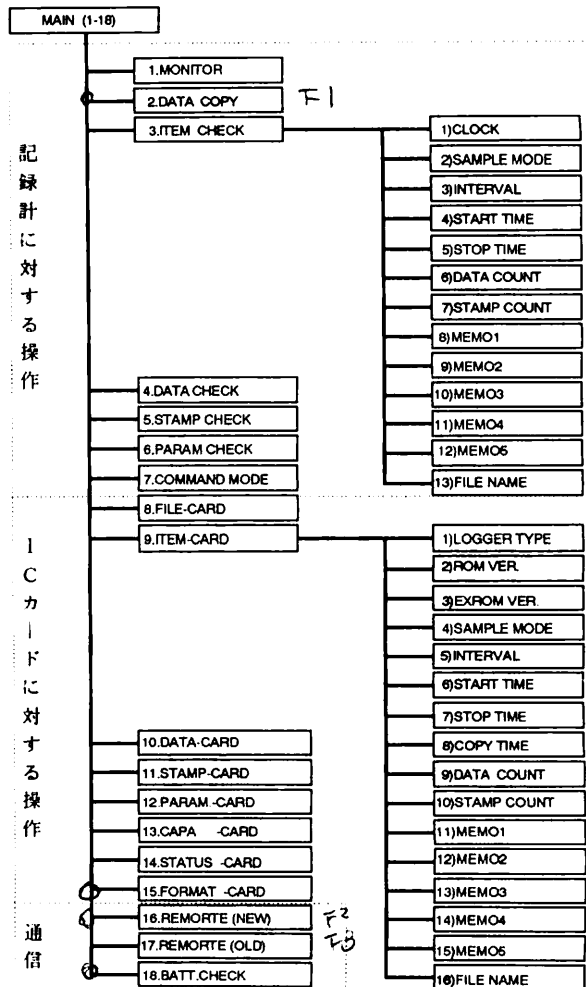 MAIN (1-18)
記録計に対する操作
1.MONITOR
2.DATA COPY F1
3.ITEM CHECK
1)CLOCK
2)SAMPLE MODE
3)INTERVAL
4)START TIME
5)STOP TIME
6)DATA COUNT
7)STAMP COUNT
8)MEMO1
9)MEMO2
10)MEMO3
11)MEMO4
12)MEMO5
13)FILE NAME
4.DATA CHECK
5.STAMP CHECK
6.PARAM CHECK
7.COMMAND MODE
ICカードに対する操作
8.FILE-CARD
9.ITEM-CARD
1)LOGGER TYPE
2)ROM VER.
3)EXROM VER.
4)SAMPLE MODE
5)INTERVAL
6)START TIME
7)STOP TIME
8)COPY TIME
9)DATA COUNT
10)STAMP COUNT
11)MEMO1
12)MEMO2
13)MEMO3
14)MEMO4
15)MEMO5
16)FILE NAME
10.DATA-CARD
11.STAMP-CARD
12.PARAM.-CARD
13.CAPA -CARD
14.STATUS -CARD
15.FORMAT -CARD
通信
16.REMORTE (NEW) F2
17.REMORTE (OLD) F3
18.BATT.CHECK